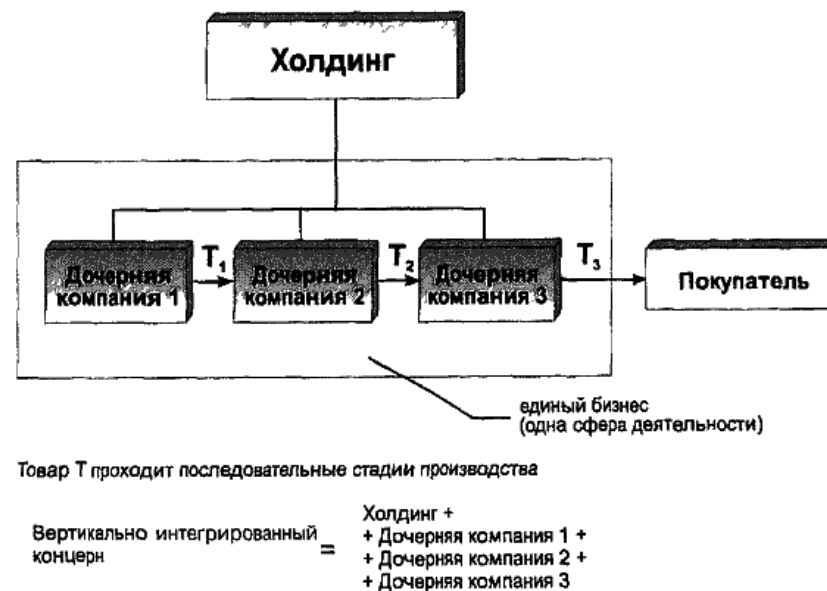 Холдинг
Дочерняя
компания 1
T1
Дочерняя
компания 2
T2
Дочерняя
компания 3
T3
Покупатель
единый бизнес
(одна сфера деятельности)
Товар Т проходит последовательные стадии производства
Вертикально интегрированный
концерн
=
Холдинг +
+ Дочерняя компания 1 +
+ Дочерняя компания 2 +
+ Дочерняя компания 3